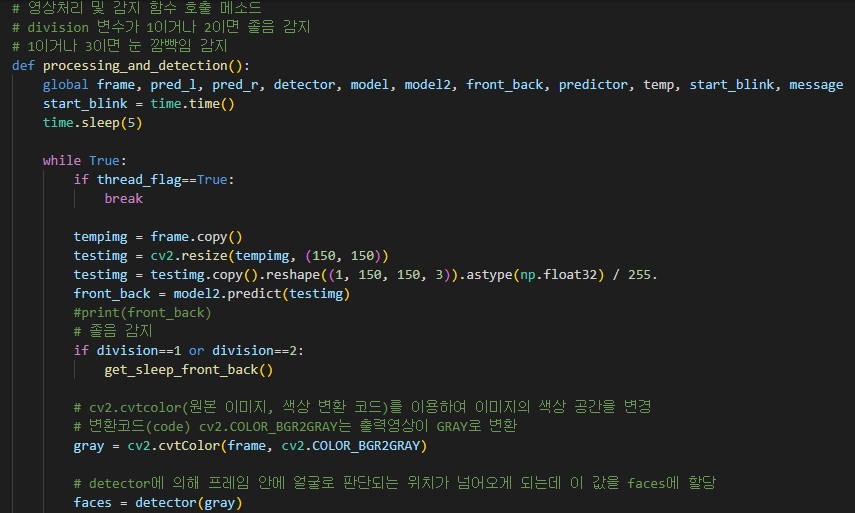 # 영상처리 및 감지 함수 호출 메소드
# division 변수가 1이거나 2이면 졸음 감지
# 1이거나 3이면 눈 깜빡임 감지
def processing_and_detection():
    global frame, pred_l, pred_r, detector, model, model2, front_back, predictor, temp, start_blink, message
    start_blink = time.time()
    time.sleep(5)

    while True:
        if thread_flag==True:
            break

        tempimg = frame.copy()
        testimg = cv2.resize(tempimg, (150, 150))
        testimg = testimg.copy().reshape((1, 150, 150, 3)).astype(np.float32) / 255.
        front_back = model2.predict(testimg)
        #print(front_back)
        # 졸음 감지
        if division==1 or division==2:
            get_sleep_front_back()

        # cv2.cvtcolor(원본 이미지, 색상 변환 코드)를 이용하여 이미지의 색상 공간을 변경
        # 변환코드(code) cv2.COLOR_BGR2GRAY는 출력영상이 GRAY로 변환
        gray = cv2.cvtColor(frame, cv2.COLOR_BGR2GRAY)

        # detector에 의해 프레임 안에 얼굴로 판단되는 위치가 넘어오게 되는데 이 값을 faces에 할당
        faces = detector(gray)